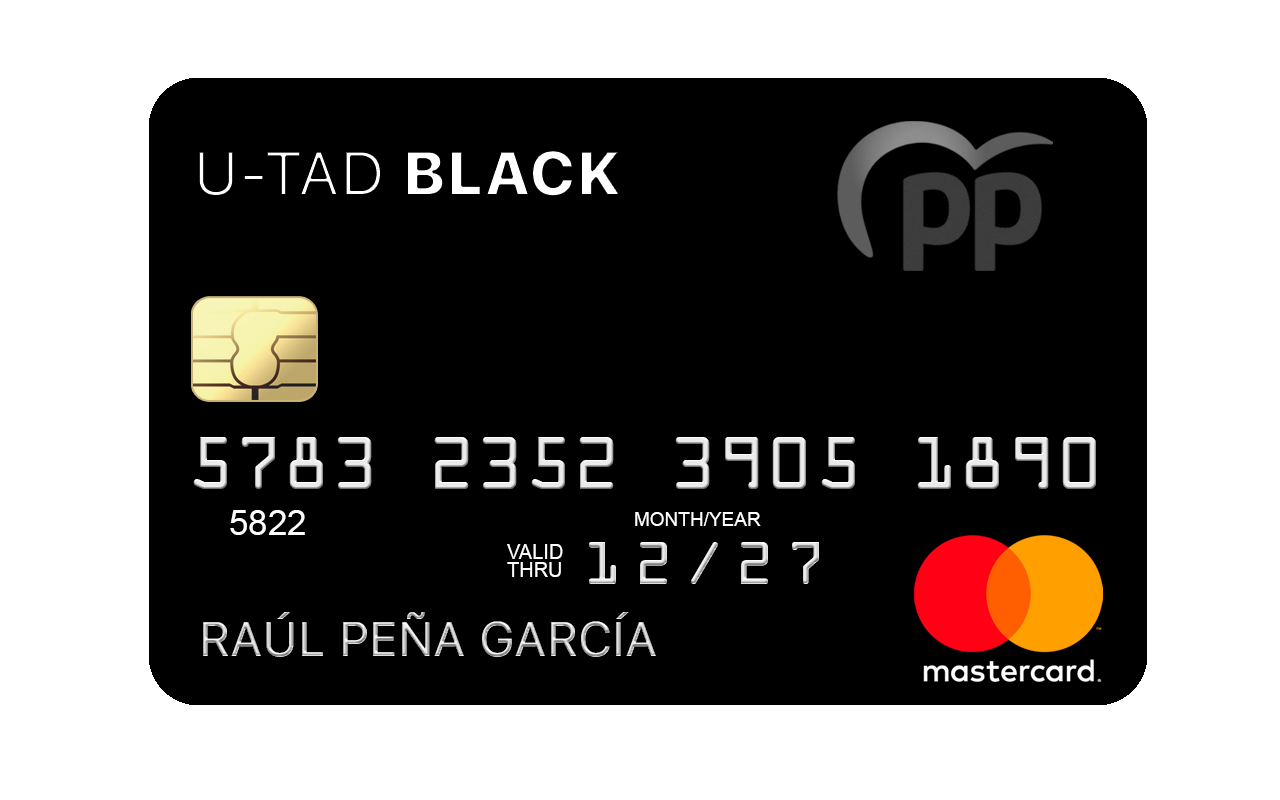 U-TAD BLACK
pp
5783 2352 3905 1890
5822
MONTH/YEAR
VALID
THRU
12/27
RAÚL PEÑA GARCÍA
mastercard.